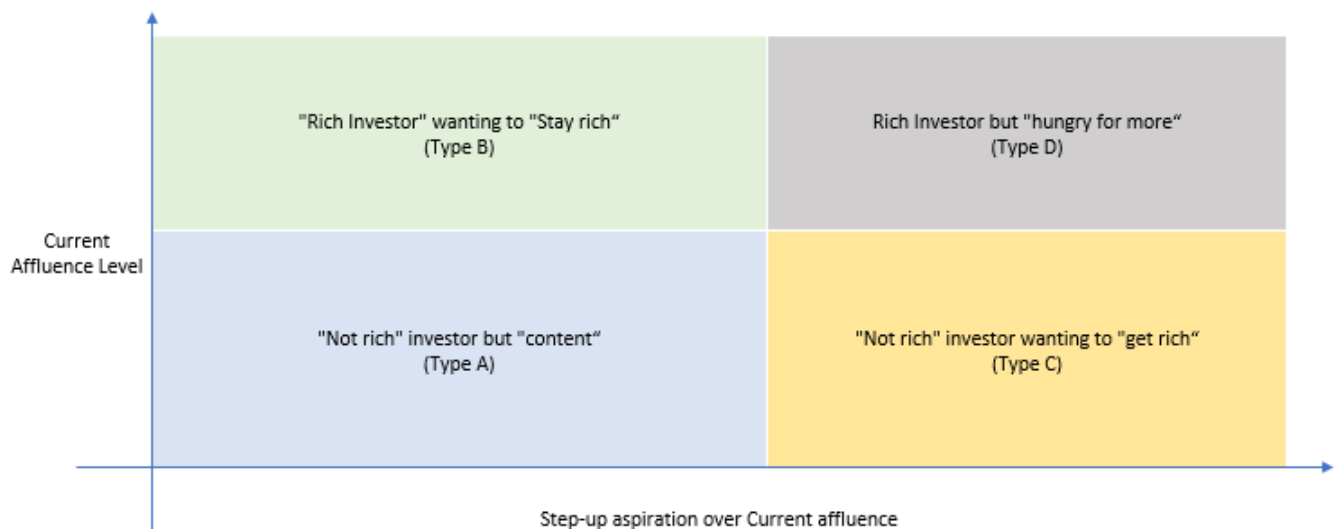 "Rich Investor" wanting to "Stay rich“
(Type B)
Rich Investor but "hungry for more“
(Type D)
Current
Affluence Level
"Not rich" investor but "content“
(Type A)
"Not rich" investor wanting to "get rich“
(Type C)
Step-up aspiration over Current affluence